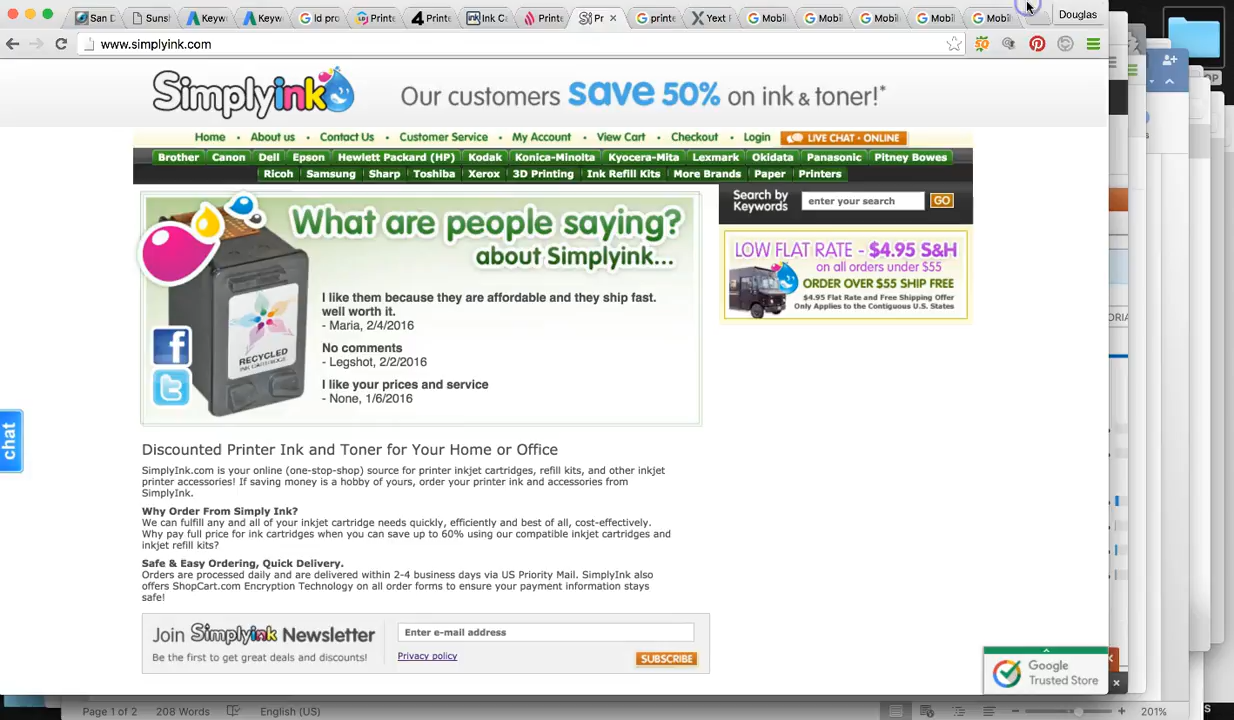 San D
Sunsl
Keyw
Keyw
ld pro
Printe
Printe
Ink C
Printe
Pr
print
Text
Mobil
Mobil
Mobil
Mobil
Mobil
Douglas
www.simplyink.com
Simplyink
Our customers save 50% on ink & toner!*
Home • About us • Contact Us • Customer Service • My Account • View Cart • Checkout • Login LIVE CHAT • ONLINE
Brother Canon Dell Epson Hewlett Packard (HP) Kodak Konica-Minolta Kyocera-Mita Lexmark Okidata Panasonic Pitney Bowes
Ricoh Samsung Sharp Toshiba Xerox 3D Printing Ink Refill Kits More Brands Paper Printers
What are people saying?
about Simplyink...
I like them because they are affordable and they ship fast.
well worth it.
- Maria, 2/4/2016
No comments
- Legshot, 2/2/2016
I like your prices and service
- None, 1/6/2016
RECYCLED
INK CARTRIDGE
Search by
Keywords
enter your search
GO
LOW FLAT RATE - $4.95 S&H
on all orders under $55
ORDER OVER $55 SHIP FREE
$4.95 Flat Rate and Free Shipping Offer
Only Applies to the Contiguous U.S. States
chat
Discounted Printer Ink and Toner for Your Home or Office
SimplyInk.com is your online (one-stop-shop) source for printer inkjet cartridges, refill kits, and other inkjet
printer accessories! If saving money is a hobby of yours, order your printer ink and accessories from
SimplyInk.
Why Order From Simply Ink?
We can fulfill any and all of your inkjet cartridge needs quickly, efficiently and best of all, cost-effectively.
Why pay full price for ink cartridges when you can save up to 60% using our compatible inkjet cartridges and
inkjet refill kits?
Safe & Easy Ordering, Quick Delivery.
Orders are processed daily and are delivered within 2-4 business days via US Priority Mail. SimplyInk also
offers ShopCart.com Encryption Technology on all order forms to ensure your payment information stays
safe!
Join Simplyink Newsletter
Be the first to get great deals and discounts!
Enter e-mail address
Privacy policy
SUBSCRIBE
Google
Trusted Store
Page 1 of 2
208 Words
English (US)
201%